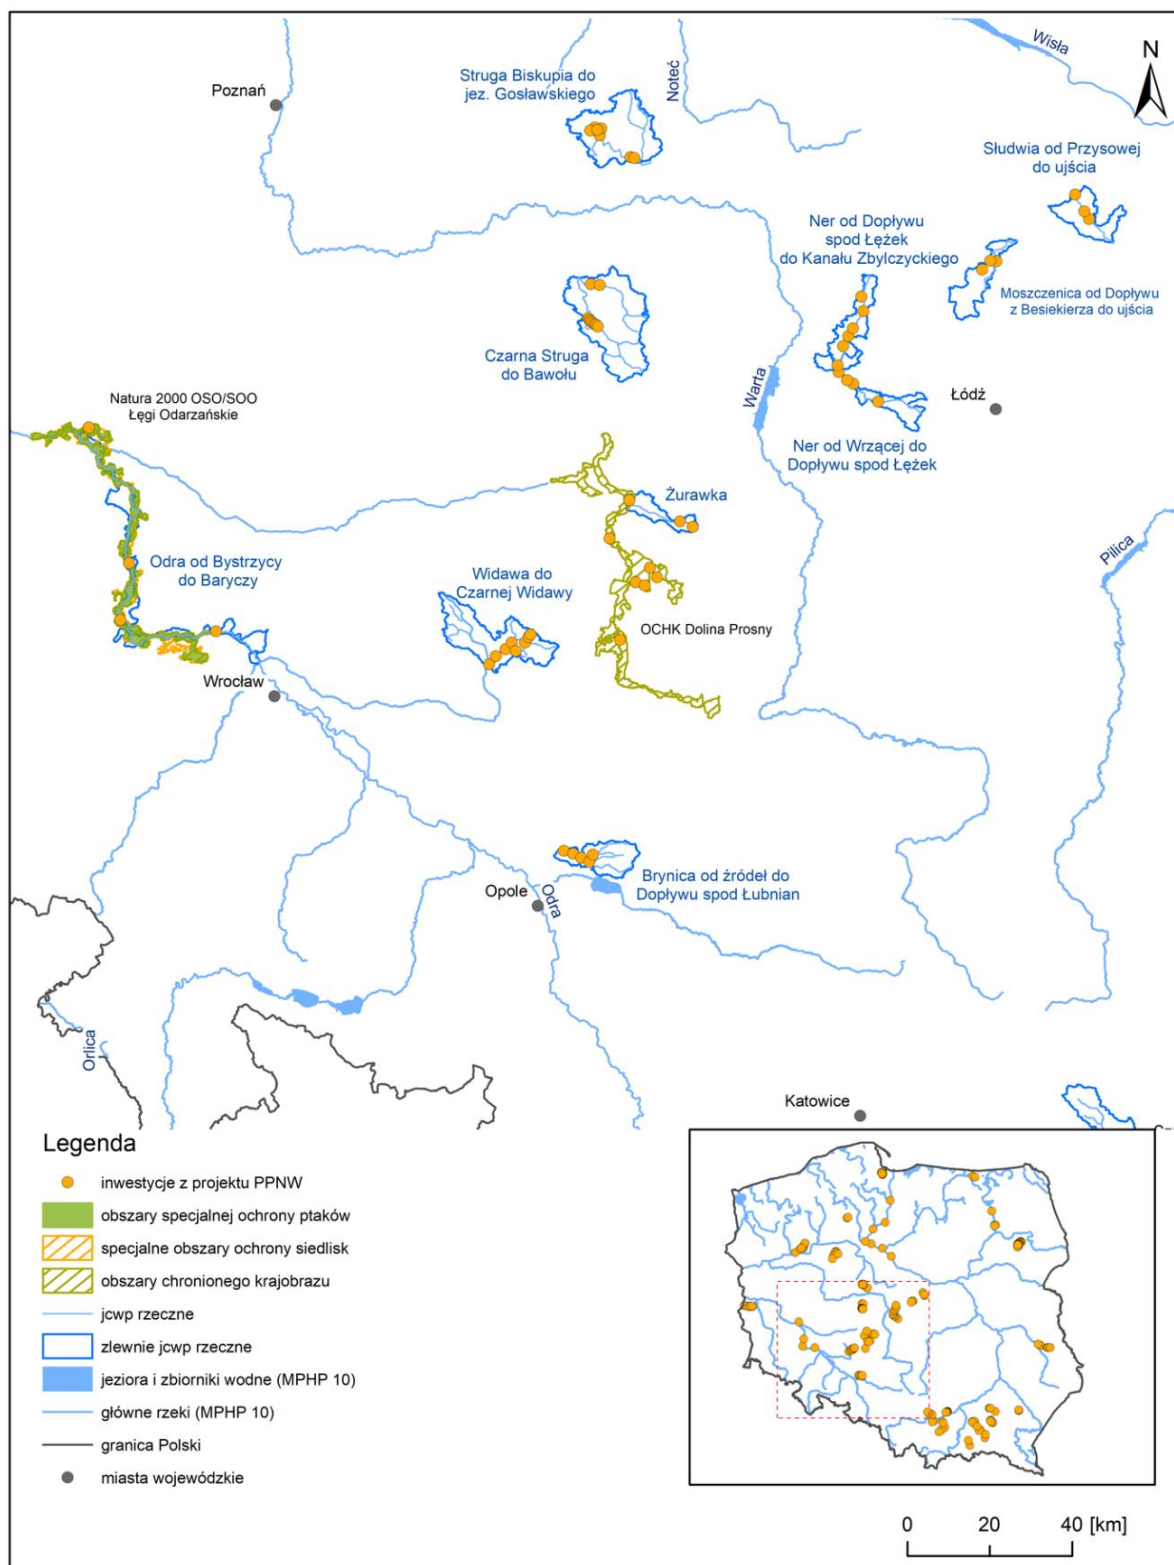 Wisła
N
Struga Biskupia do
jez. Gosławskiego
Noteć
Poznań
Słudwia od Przysowej
do ujścia
Ner od Dopływu
spod Łężek
do Kanału Zbylczyckiego
Moszczenica od Dopływu
z Besiekierza do ujścia
Czarna Struga
do Bawołu
Warta
Łódź
Natura 2000 OSO/SOO
Łęgi Odarzańskie
Ner od Wrzącej do
Dopływu spod Łężek
Żurawka
Pilica
Odra od Bystrzycy
do Baryczy
Widawa do
Czarnej Widawy
OCHK Dolina Prosny
Wrocław
Brynica od źródeł do
Dopływu spod Łubnian
Opole
Odra
Orlica
Katowice
Legenda
inwestycje z projektu PPNW
obszary specjalnej ochrony ptaków
specjalne obszary ochrony siedlisk
obszary chronionego krajobrazu
jcwp rzeczne
zlewnie jcwp rzeczne
jeziora i zbiorniki wodne (MPHP 10)
główne rzeki (MPHP 10)
granica Polski
miasta wojewódzkie
0 20 40 [km]